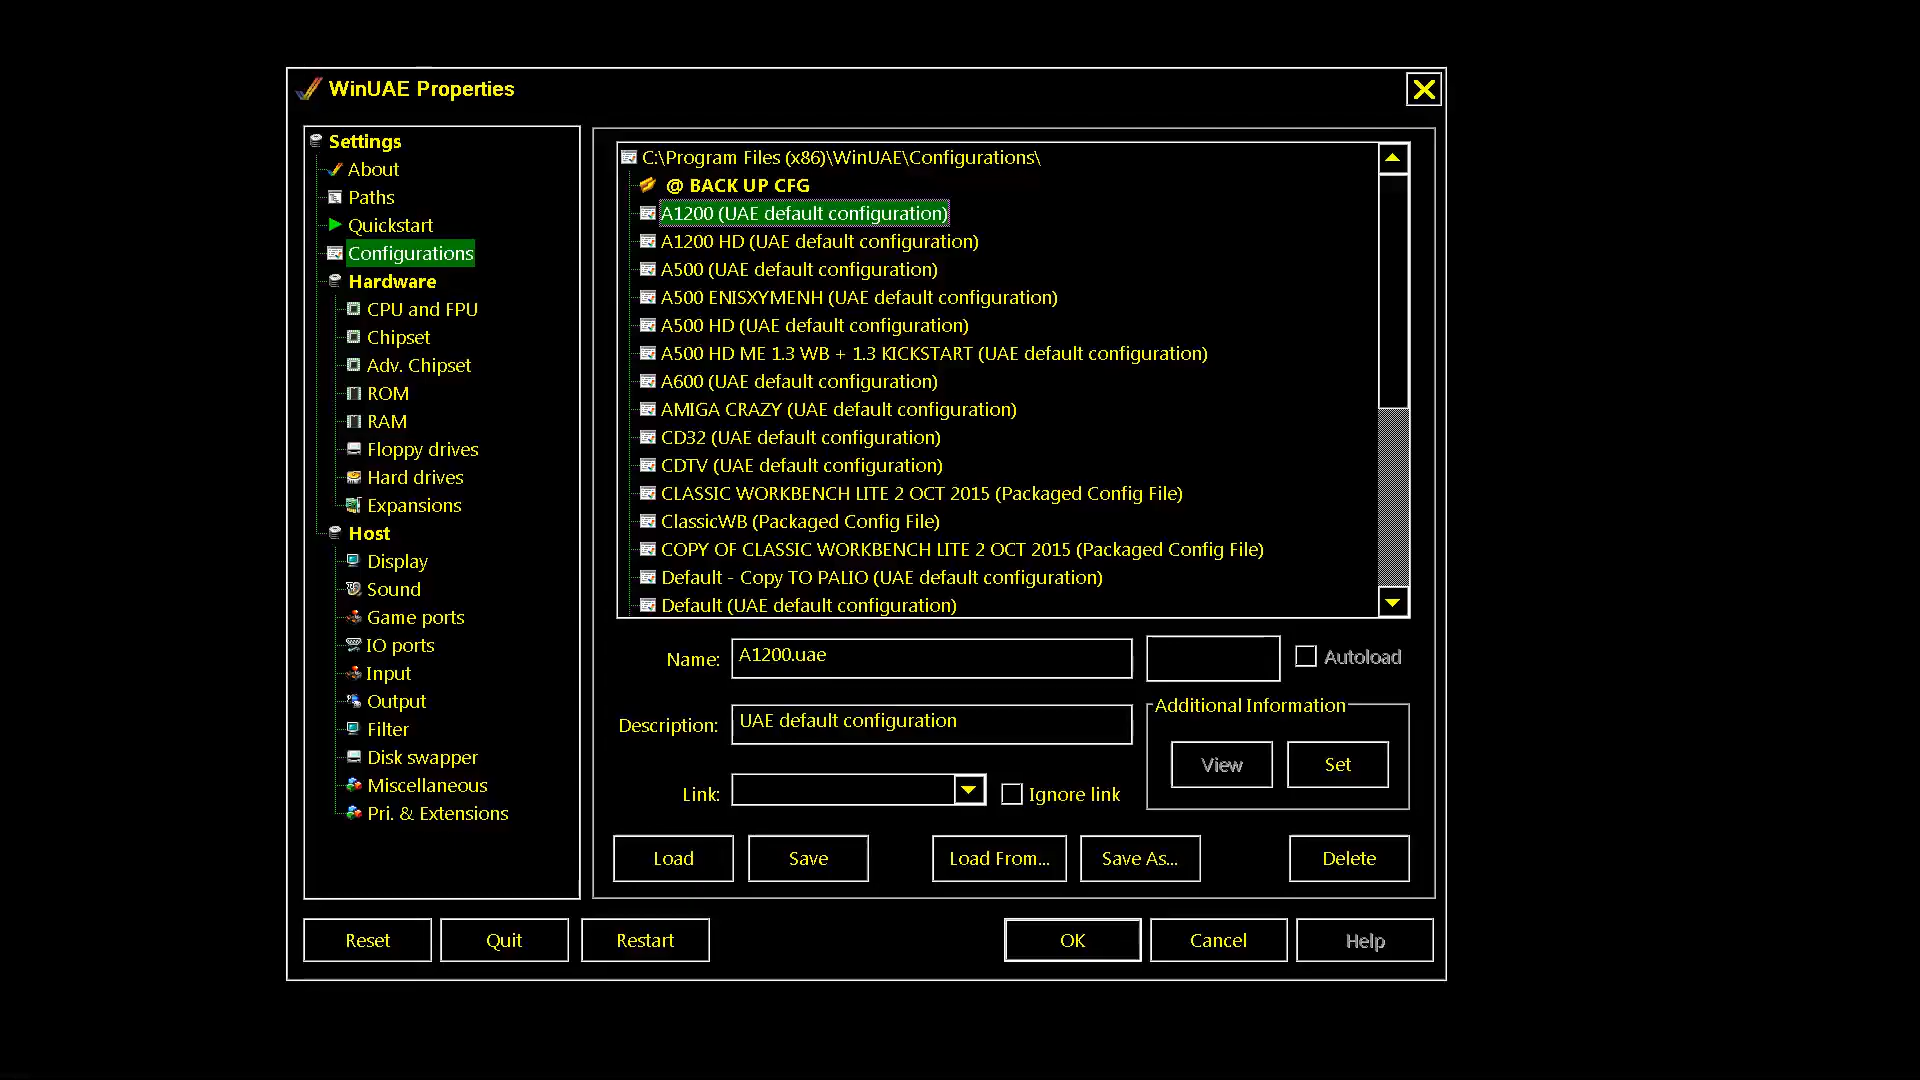 WinUAE Properties
Settings
About
Paths
Quickstart
Configurations
Hardware
CPU and FPU
Chipset
Adv. Chipset
ROM
RAM
Floppy drives
Hard drives
Expansions
Host
Display
Sound
Game ports
IO ports
Input
Output
Filter
Disk swapper
Miscellaneous
Pri. & Extensions
C:\Program Files (x86)\WinUAE\Configurations\
@ BACK UP CFG
A1200 (UAE default configuration)
A1200 HD (UAE default configuration)
A500 (UAE default configuration)
A500 ENISXYMENH (UAE default configuration)
A500 HD (UAE default configuration)
A500 HD ME 1.3 WB + 1.3 KICKSTART (UAE default configuration)
A600 (UAE default configuration)
AMIGA CRAZY (UAE default configuration)
CD32 (UAE default configuration)
CDTV (UAE default configuration)
CLASSIC WORKBENCH LITE 2 OCT 2015 (Packaged Config File)
ClassicWB (Packaged Config File)
COPY OF CLASSIC WORKBENCH LITE 2 OCT 2015 (Packaged Config File)
Default - Copy TO PALIO (UAE default configuration)
Default (UAE default configuration)
Name: A1200.uae Autoload
Description: UAE default configuration
Additional Information
View Set
Link: Ignore link
Load Save Load From... Save As... Delete
Reset Quit Restart OK Cancel Help